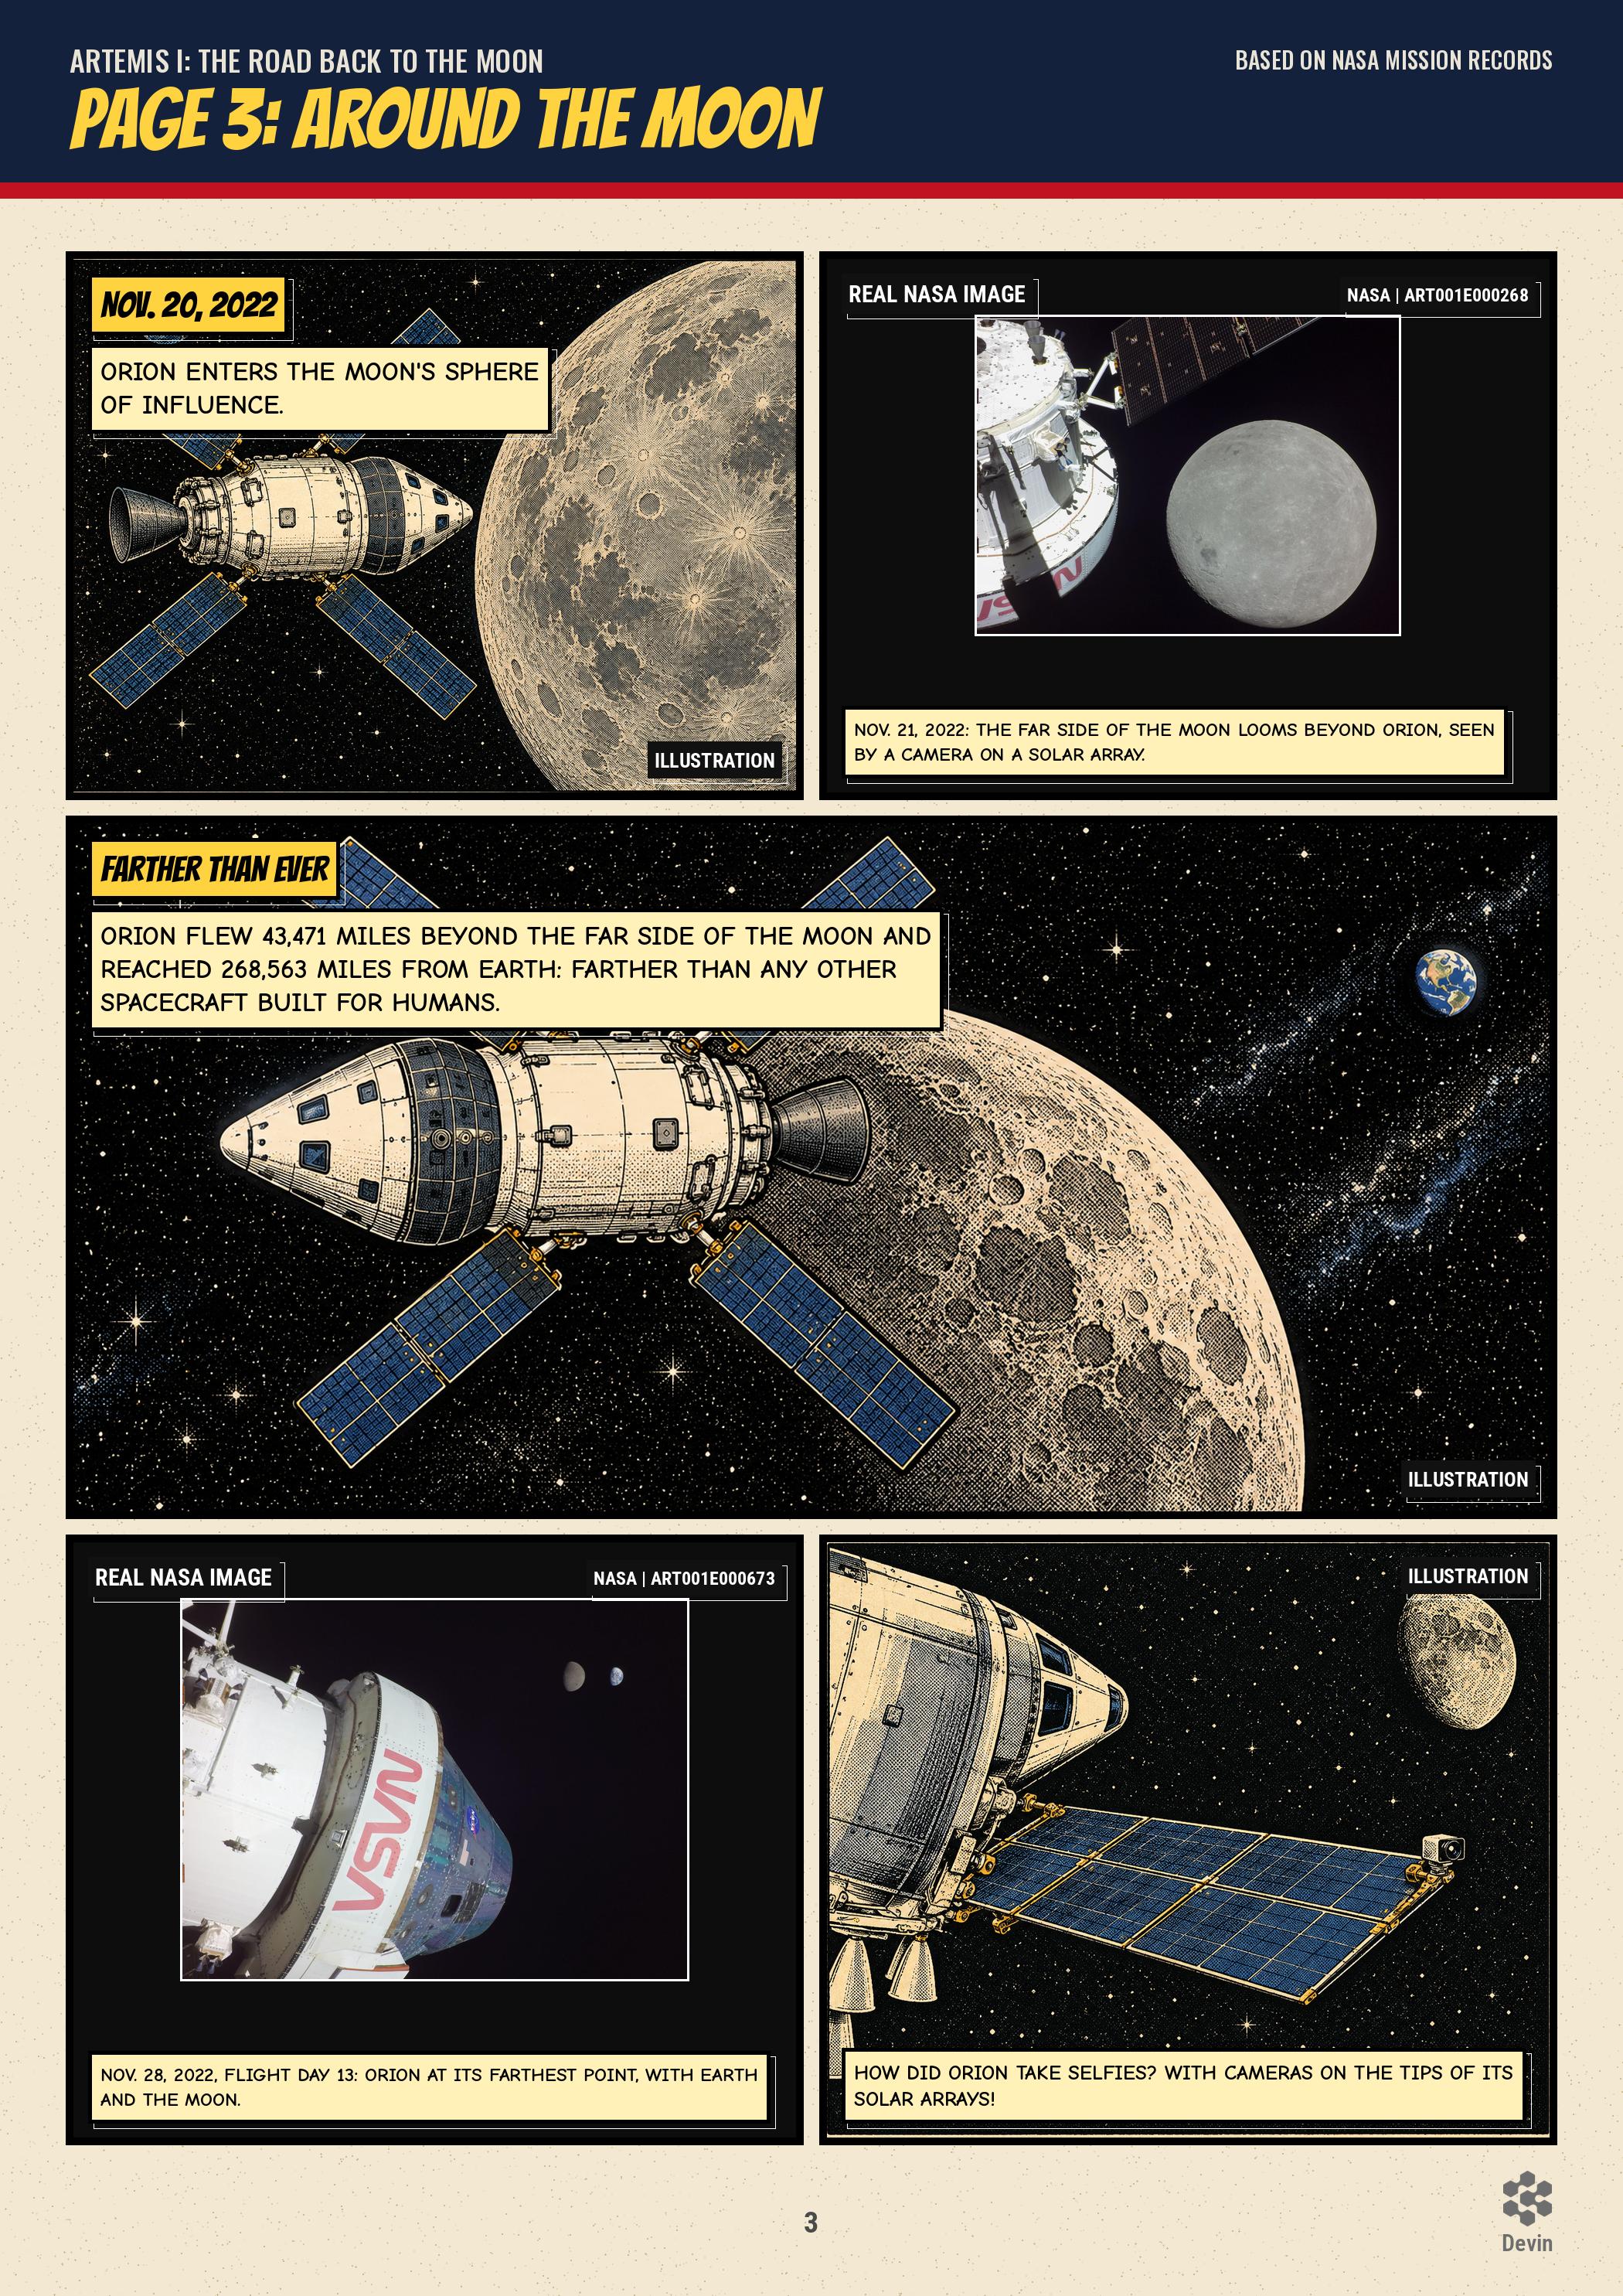 ARTEMIS I: THE ROAD BACK TO THE MOON
BASED ON NASA MISSION RECORDS
PAGE 3: AROUND THE MOON
NOV. 20, 2022
ORION ENTERS THE MOON'S SPHERE
OF INFLUENCE.
ILLUSTRATION
REAL NASA IMAGE
NASA | ART001E000268
NOV. 21, 2022: THE FAR SIDE OF THE MOON LOOMS BEYOND ORION, SEEN
BY A CAMERA ON A SOLAR ARRAY.
FARTHER THAN EVER
ORION FLEW 43,471 MILES BEYOND THE FAR SIDE OF THE MOON AND
REACHED 268,563 MILES FROM EARTH: FARTHER THAN ANY OTHER
SPACECRAFT BUILT FOR HUMANS.
ILLUSTRATION
REAL NASA IMAGE
NASA | ART001E000673
NASA
NOV. 28, 2022, FLIGHT DAY 13: ORION AT ITS FARTHEST POINT, WITH EARTH
AND THE MOON.
ILLUSTRATION
HOW DID ORION TAKE SELFIES? WITH CAMERAS ON THE TIPS OF ITS
SOLAR ARRAYS!
3
Devin